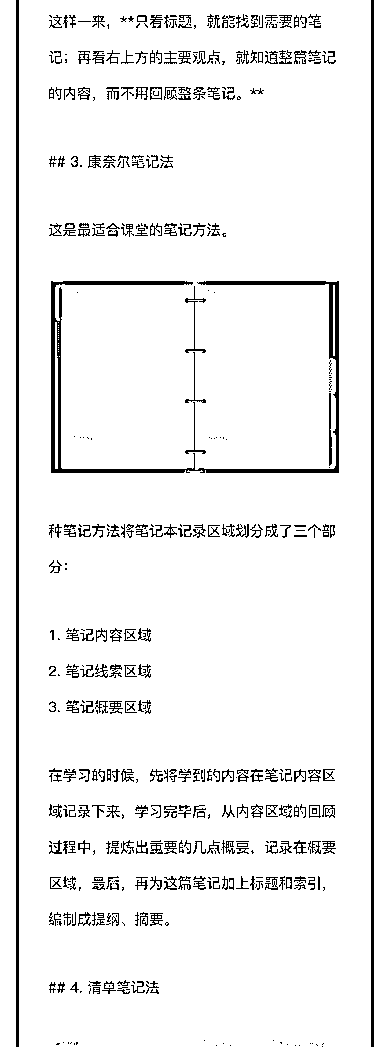 这样一来，**只看标题，就能找到需要的笔
记；再看右上方的主要观点，就知道整篇笔记
的内容，而不用回顾整条笔记。**
## 3. 康奈尔笔记法
这是最适合课堂的笔记方法。
种笔记方法将笔记本记录区域划分成了三个部
分：
1. 笔记内容区域
2. 笔记线索区域
3. 笔记概要区域
在学习的时候，先将学到的内容在笔记内容区
域记录下来，学习完毕后，从内容区域的回顾
过程中，提炼出重要的几点概要，记录在概要
区域，最后，再为这篇笔记加上标题和索引，
编制成提纲、摘要。
## 4. 清单笔记法